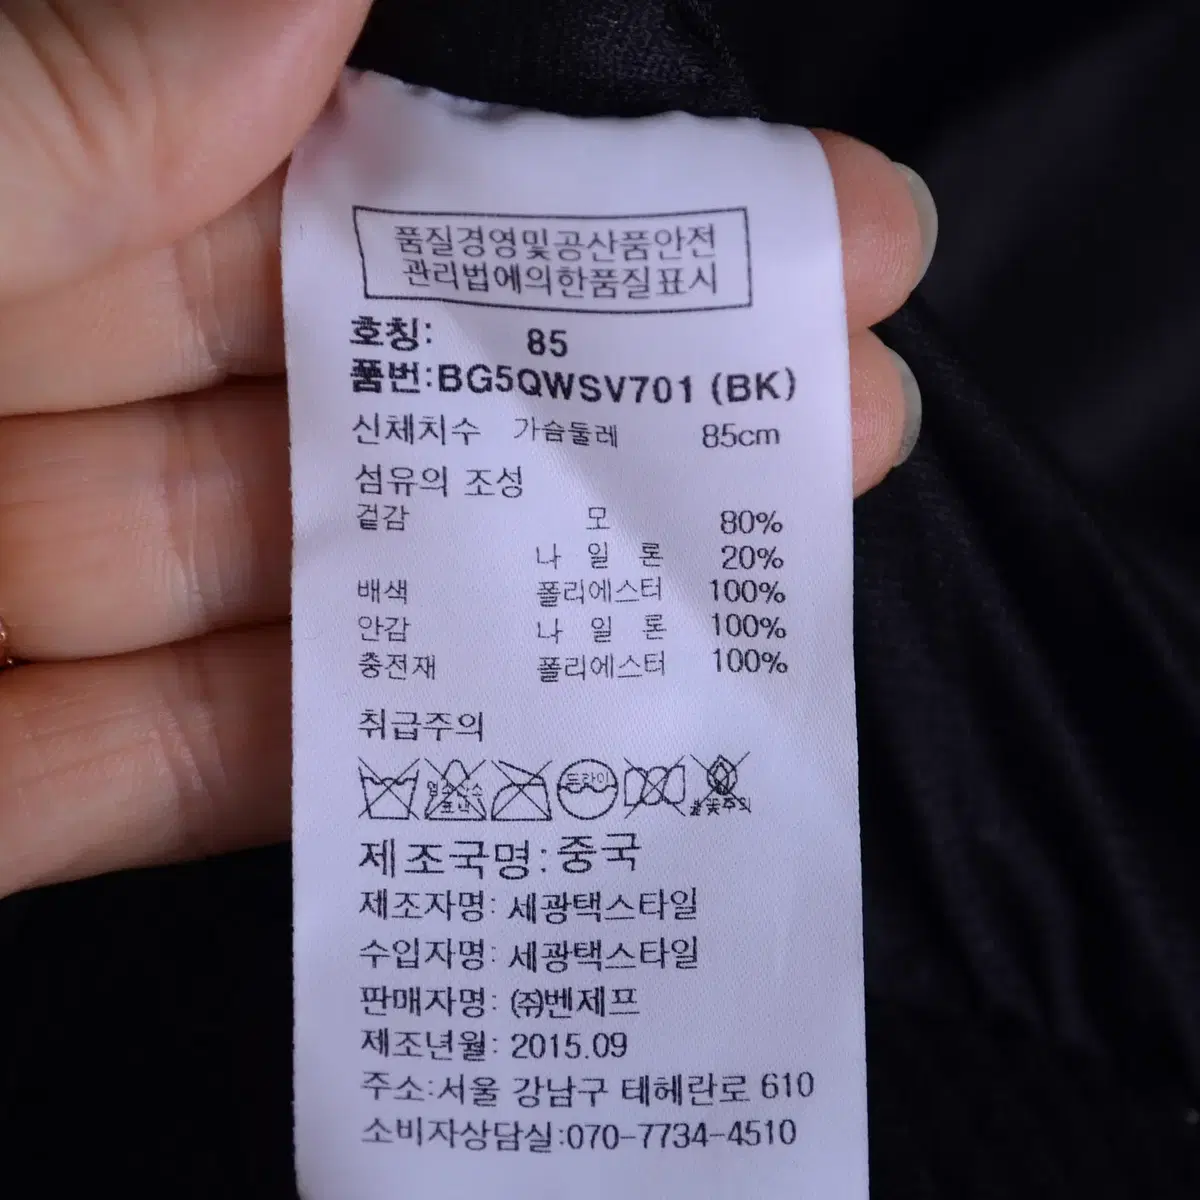 품질경영및공산품안전
관리법에의한품질표시
호칭: 85
품번:BG5QWSV701 (BK)
신체치수 가슴둘레 85cm
섬유의 조성
겉감 모 80%
나 일 론 20%
배색 폴리에스터 100%
안감 나 일 론 100%
충전재 폴리에스터 100%
취급주의
드라이
제조국명:중국
제조자명: 세광택스타일
수입자명: 세광택스타일
판매자명: ㈜벤제프
제조년월: 2015.09
주소:서울 강남구 테헤란로 610
소비자상담실:070-7734-4510